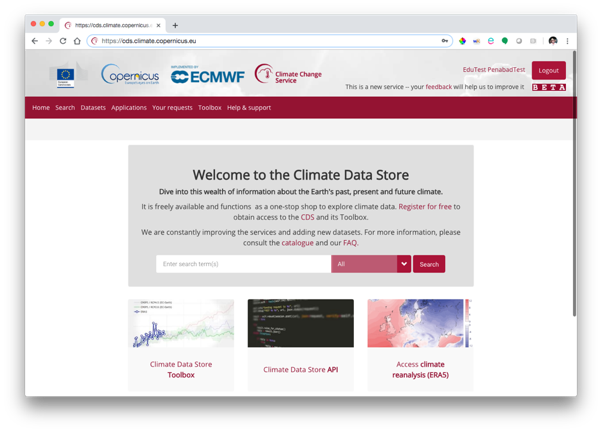 https://cds.climate.copernicus.e
https://cds.climate.copernicus.eu
opernicus
IMPLEMENTED BY
ECMWF
Climate Change
Service
EduTest PenabadTest
Logout
This is a new service -- your feedback will help us to improve it
BETA
Home Search Datasets Applications Your requests Toolbox Help & support
Welcome to the Climate Data Store
Dive into this wealth of information about the Earth's past, present and future climate.
It is freely available and functions as a one-stop shop to explore climate data. Register for free to
obtain access to the CDS and its Toolbox.
We are constantly improving the services and adding new datasets. For more information, please
consult the catalogue and our FAQ.
Enter search term(s)
All
Search
Climate Data Store
Toolbox
Climate Data Store API
Access climate
reanalysis (ERA5)